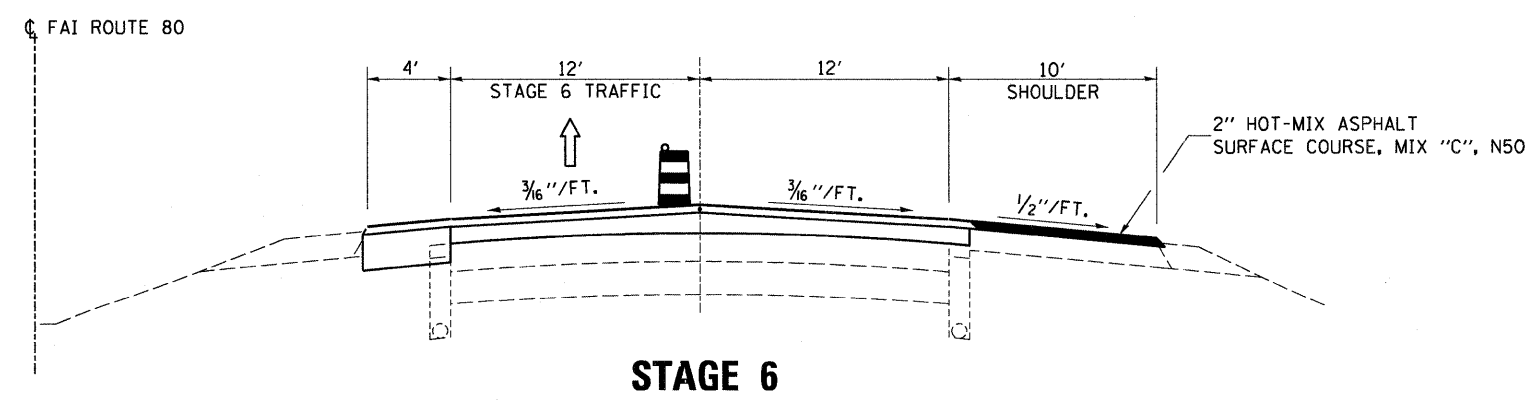 ℄ FAI ROUTE 80
4'
12'
12'
10'
STAGE 6 TRAFFIC
SHOULDER
2" HOT-MIX ASPHALT
SURFACE COURSE, MIX "C", N50
3/16"/FT.
3/16"/FT.
1/2"/FT.
STAGE 6